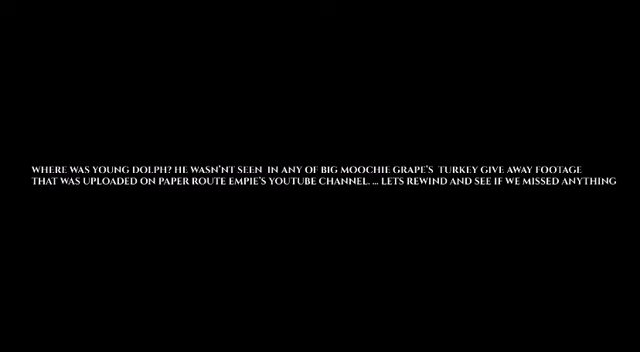 WHERE WAS YOUNG DOLPH? HE WASN'NT SEEN IN ANY OF BIG MOOCHIE GRAPE'S TURKEY GIVE AWAY FOOTAGE
THAT WAS UPLOADED ON PAPER ROUTE EMPIE'S YOUTUBE CHANNEL. ... LETS REWIND AND SEE IF WE MISSED ANYTHING